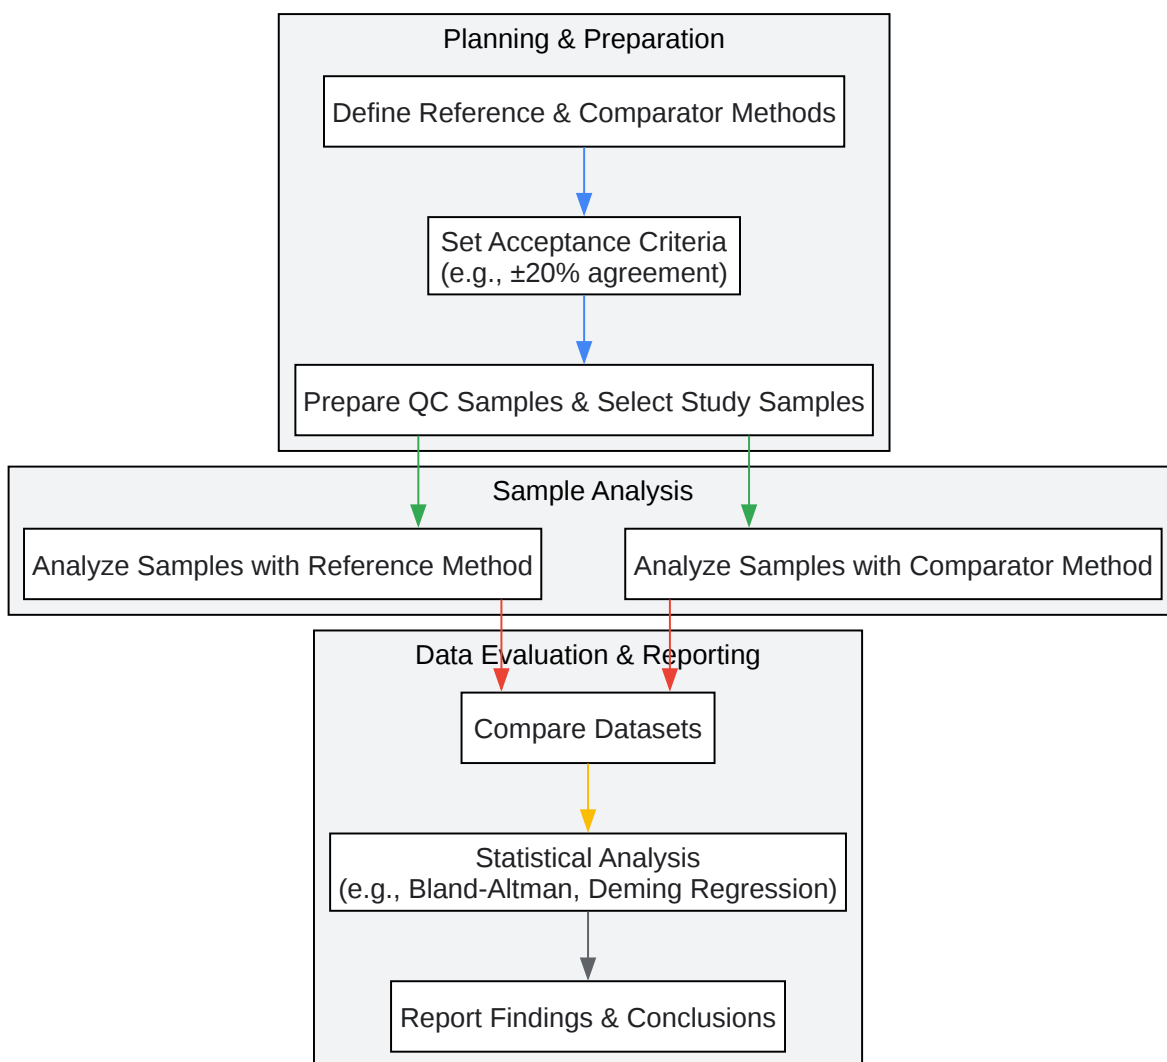 Planning & Preparation
Define Reference & Comparator Methods
Set Acceptance Criteria
(e.g., ±20% agreement)
Prepare QC Samples & Select Study Samples
Sample Analysis
Analyze Samples with Reference Method
Analyze Samples with Comparator Method
Data Evaluation & Reporting
Compare Datasets
Statistical Analysis
(e.g., Bland-Altman, Deming Regression)
Report Findings & Conclusions